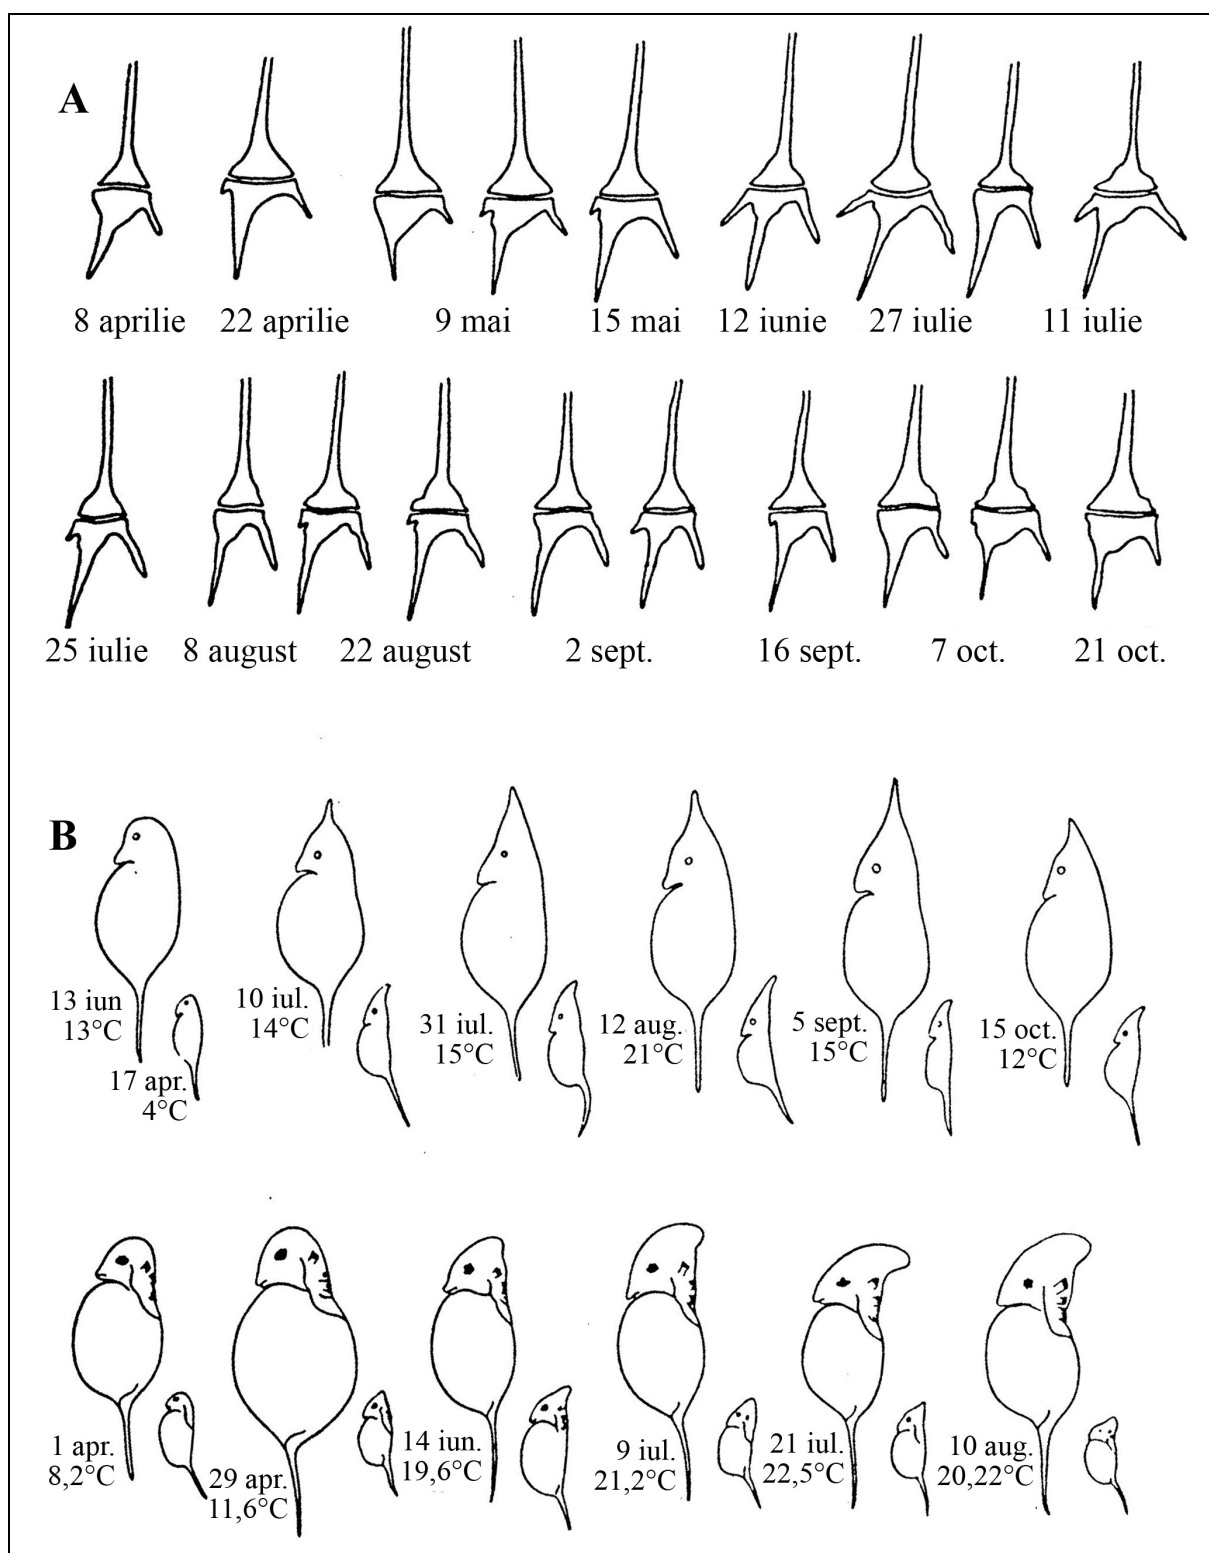 A
8 aprilie 22 aprilie 9 mai 15 mai 12 iunie 27 iulie 11 iulie
25 iulie 8 august 22 august 2 sept. 16 sept. 7 oct. 21 oct.
B
13 iun
13°C
17 apr.
4°C
10 iul.
14°C
31 iul.
15°C
12 aug.
21°C
5 sept.
15°C
15 oct.
12°C
1 apr.
8,2°C
29 apr.
11,6°C
14 iun.
19,6°C
9 iul.
21,2°C
21 iul.
22,5°C
10 aug.
20,22°C